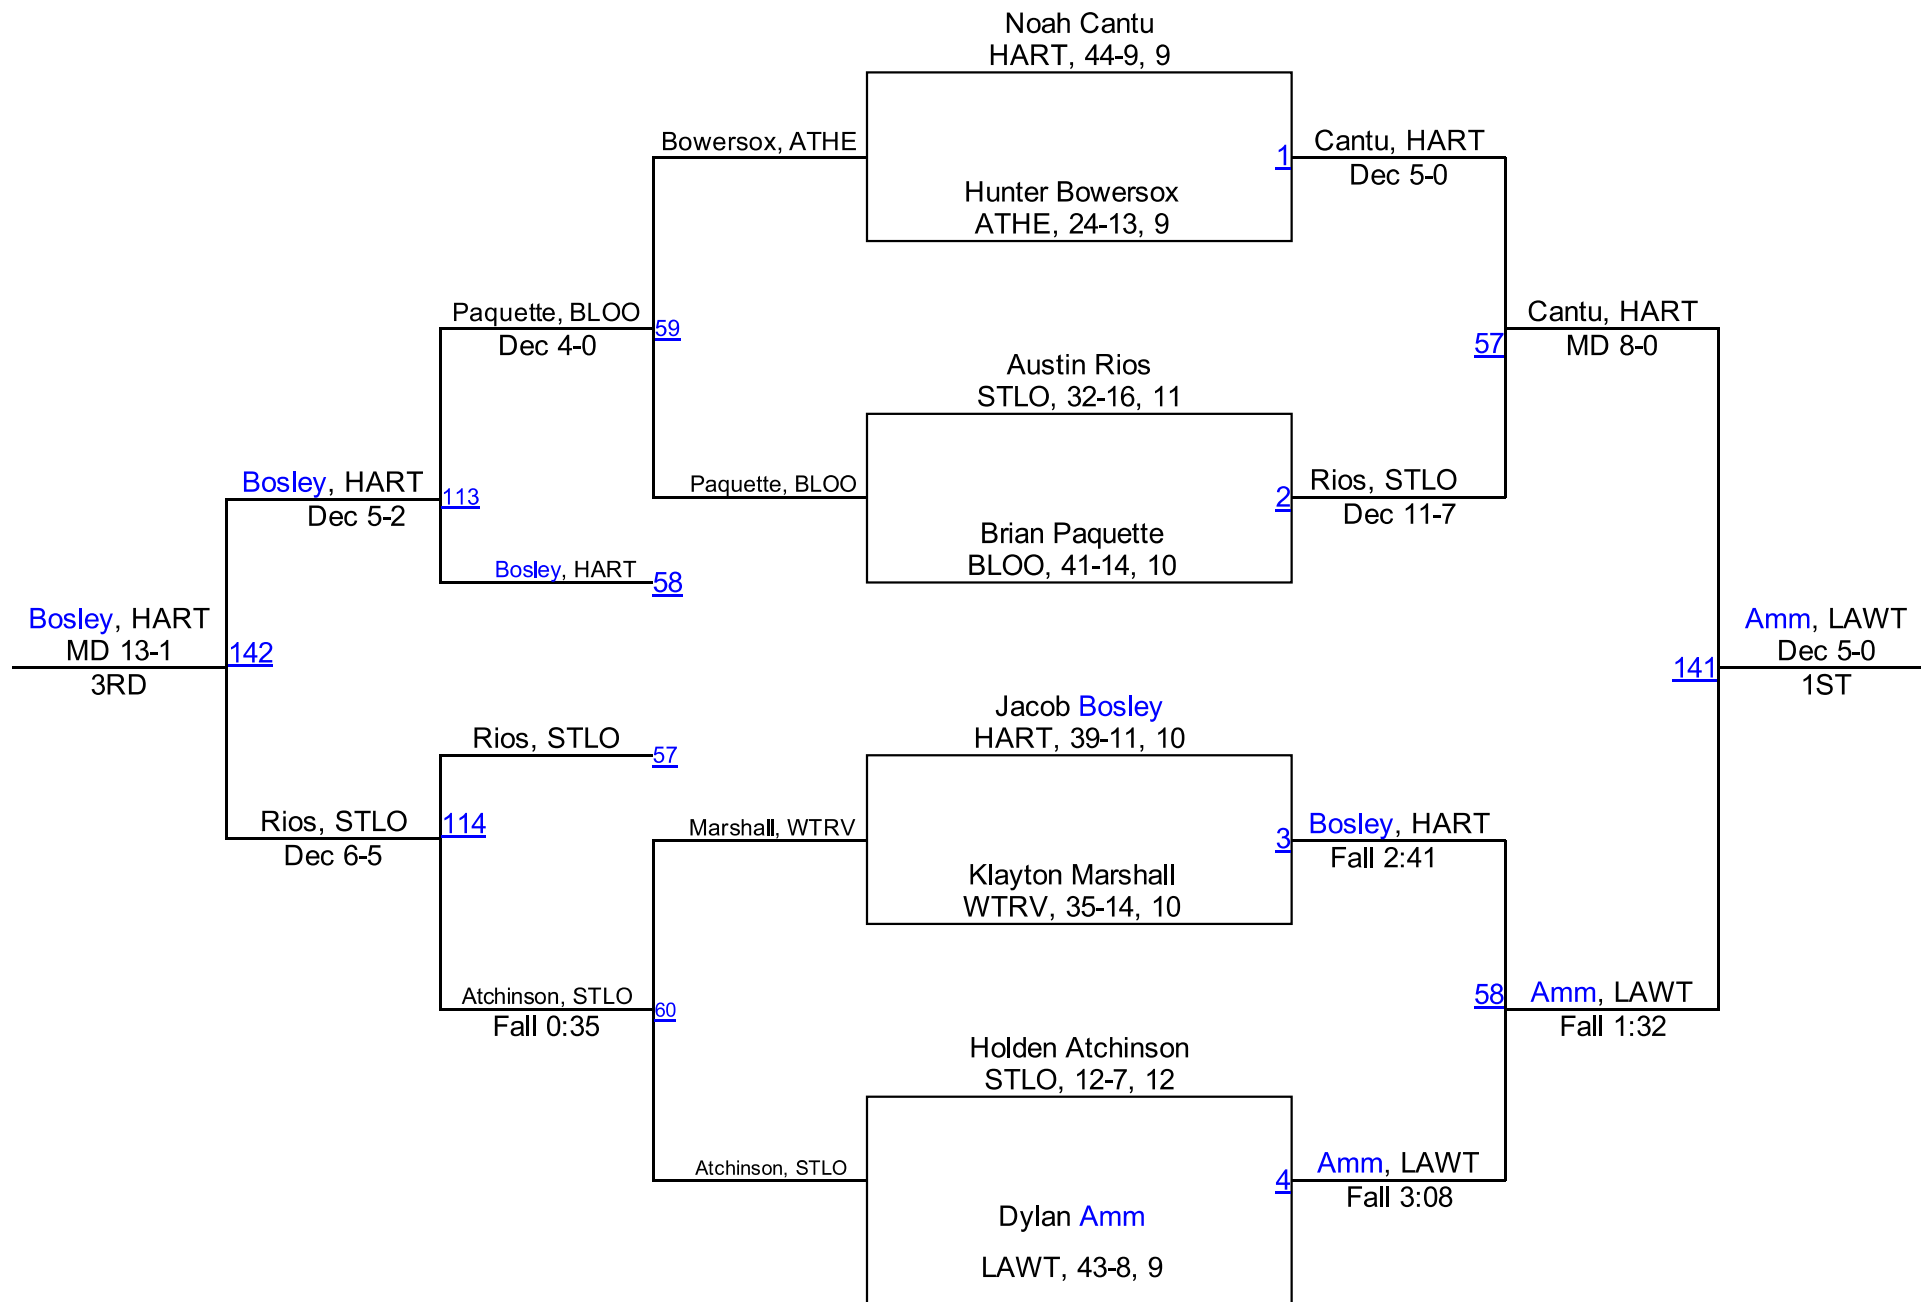 Noah Cantu
HART, 44-9, 9
Bowersox, ATHE
1
Cantu, HART
Dec 5-0
Hunter Bowersox
ATHE, 24-13, 9
Paquette, BLOO
Dec 4-0
59
57
Cantu, HART
MD 8-0
Austin Rios
STLO, 32-16, 11
Bosley, HART
Dec 5-2
113
Paquette, BLOO
2
Rios, STLO
Dec 11-7
Brian Paquette
BLOO, 41-14, 10
Bosley, HART
58
Bosley, HART
MD 13-1
3RD
142
141
Amm, LAWT
Dec 5-0
1ST
Jacob Bosley
HART, 39-11, 10
Rios, STLO
57
Rios, STLO
Dec 6-5
114
Marshall, WTRV
3
Bosley, HART
Fall 2:41
Klayton Marshall
WTRV, 35-14, 10
Atchinson, STLO
Fall 0:35
60
58
Amm, LAWT
Fall 1:32
Holden Atchinson
STLO, 12-7, 12
Atchinson, STLO
4
Amm, LAWT
Fall 3:08
Dylan Amm
LAWT, 43-8, 9